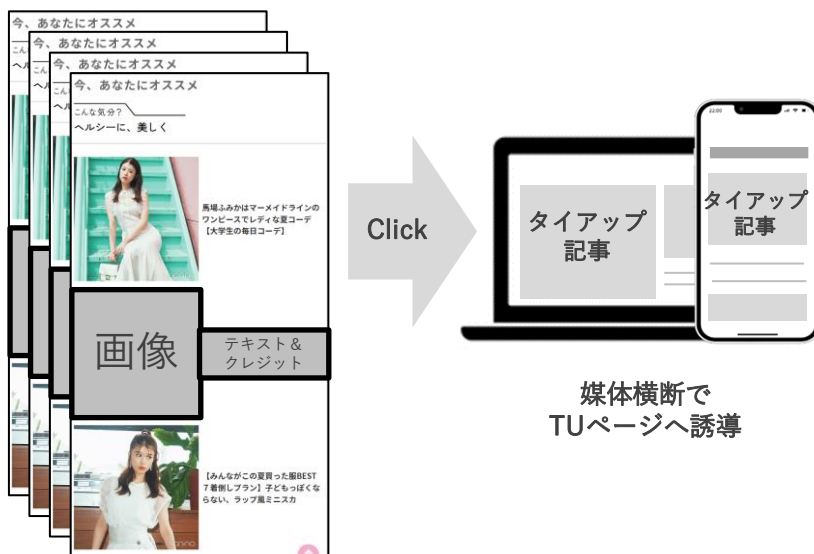 今、あなたにオススメ
今、あなたにオススメ
今、あなたにオススメ
今、あなたにオススメ
こんな気分?
ヘルシーに、美しく
馬場ふみかはマーメイドラインの
ワンピースでレディな夏コーデ
【大学生の毎日コーデ】
画像
テキスト＆
クレジット
【みんながこの夏買った服BEST
７着倒しプラン】子どもっぽくな
らない、ラップ風ミニスカ
Click
タイアップ
記事
22:00
タイアップ
記事
媒体横断で
TUページへ誘導